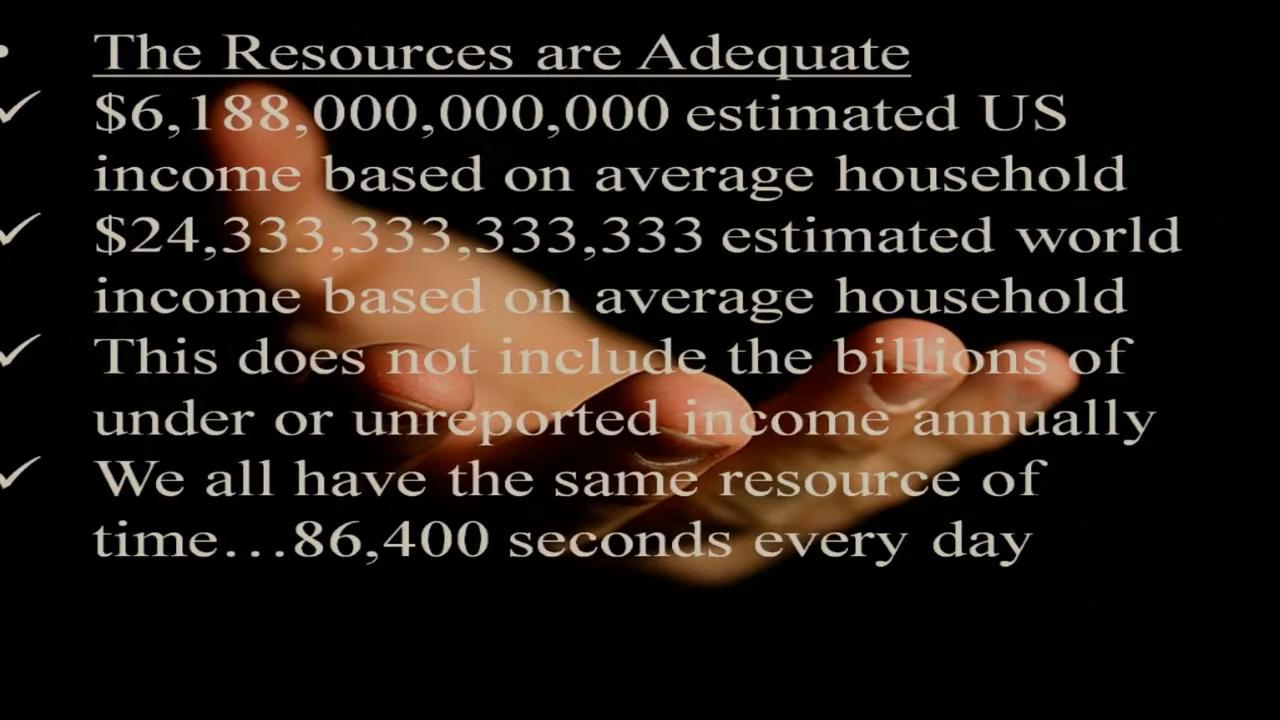 • The Resources are Adequate
✓ $6,188,000,000,000 estimated US
income based on average household
✓ $24,333,333,333,333 estimated world
income based on average household
✓ This does not include the billions of
under or unreported income annually
✓ We all have the same resource of
time…86,400 seconds every day